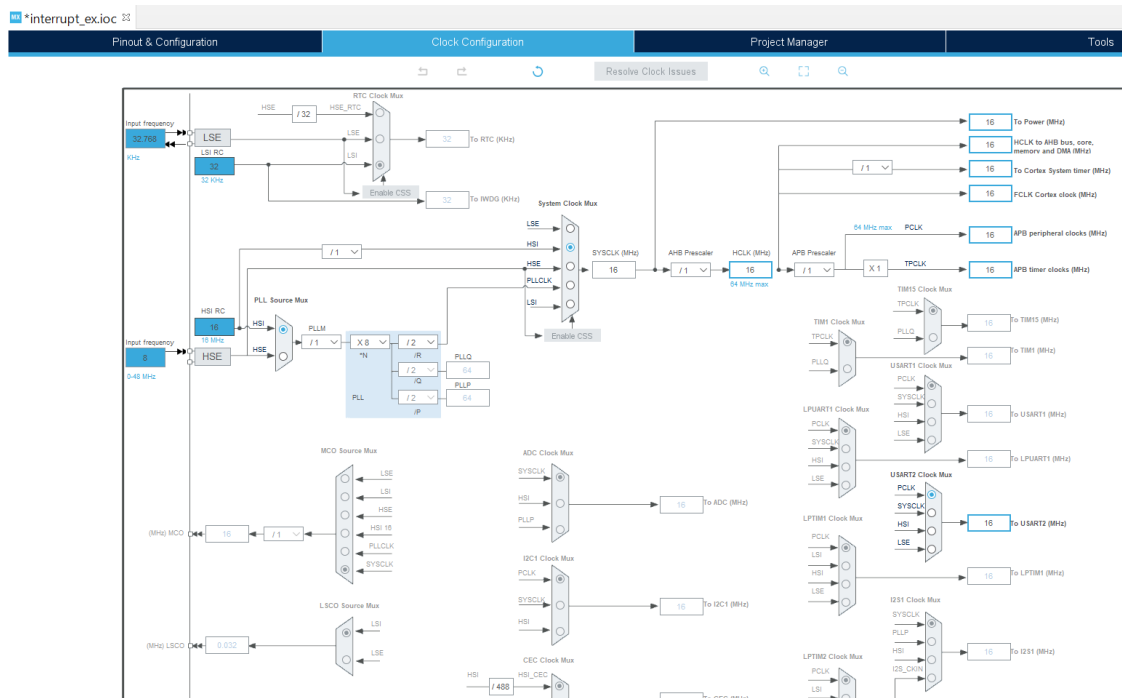 MX *interrupt_ex.ioc
Pinout & Configuration
Clock Configuration
Project Manager
Tools
Resolve Clock Issues
RTC Clock Mux
HSE
/ 32
HSE_RTC
Input frequency
32.768
KHz
LSE
LSE
32
To RTC (KHz)
LSI RC
32
32 KHz
LSI
Enable CSS
32
To IWDG (KHz)
16
To Power (MHz)
16
HCLK to AHB bus, core,
memory and DMA (MHz)
/ 1
16
To Cortex System timer (MHz)
16
FCLK Cortex clock (MHz)
System Clock Mux
LSE
HSI
HSE
PLLCLK
LSI
/ 1
SYSCLK (MHz)
16
AHB Prescaler
/ 1
HCLK (MHz)
16
64 MHz max
APB Prescaler
/ 1
64 MHz max
PCLK
16
APB peripheral clocks (MHz)
X 1
TPCLK
16
APB timer clocks (MHz)
Enable CSS
PLL Source Mux
HSI RC
16
16 MHz
HSI
HSE
PLLM
/ 1
X 8
*N
/ 2
/R
/ 2
/Q
/ 2
/P
PLL
PLLQ
64
PLLP
64
Input frequency
8
0-48 MHz
HSE
TIM15 Clock Mux
TPCLK
PLLQ
16
To TIM15 (MHz)
TIM1 Clock Mux
TPCLK
PLLQ
16
To TIM1 (MHz)
USART1 Clock Mux
PCLK
SYSCLK
HSI
LSE
16
To USART1 (MHz)
LPUART1 Clock Mux
PCLK
SYSCLK
HSI
LSE
16
To LPUART1 (MHz)
USART2 Clock Mux
PCLK
SYSCLK
HSI
LSE
16
To USART2 (MHz)
MCO Source Mux
LSE
LSI
HSE
HSI 16
PLLCLK
SYSCLK
(MHz) MCO
16
/ 1
ADC Clock Mux
SYSCLK
HSI
PLLP
16
To ADC (MHz)
LPTIM1 Clock Mux
PCLK
LSI
HSI
LSE
16
To LPTIM1 (MHz)
I2C1 Clock Mux
PCLK
SYSCLK
HSI
16
To I2C1 (MHz)
LSCO Source Mux
LSI
LSE
(MHz) LSCO
0.032
I2S1 Clock Mux
SYSCLK
PLLP
HSI
I2S_CKIN
16
To I2S1 (MHz)
CEC Clock Mux
HSI
/ 488
HSI_CEC
LPTIM2 Clock Mux
PCLK
LSI